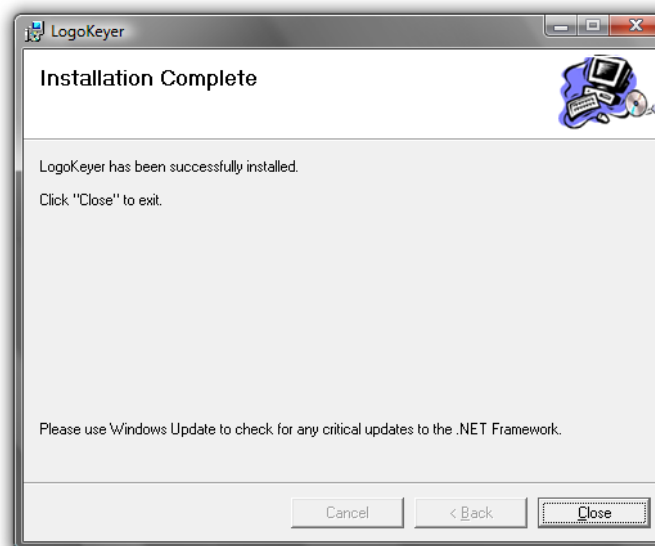 LogoKeyer
Installation Complete
LogoKeyer has been successfully installed.
Click "Close" to exit.
Please use Windows Update to check for any critical updates to the .NET Framework.
Cancel
< Back
Close